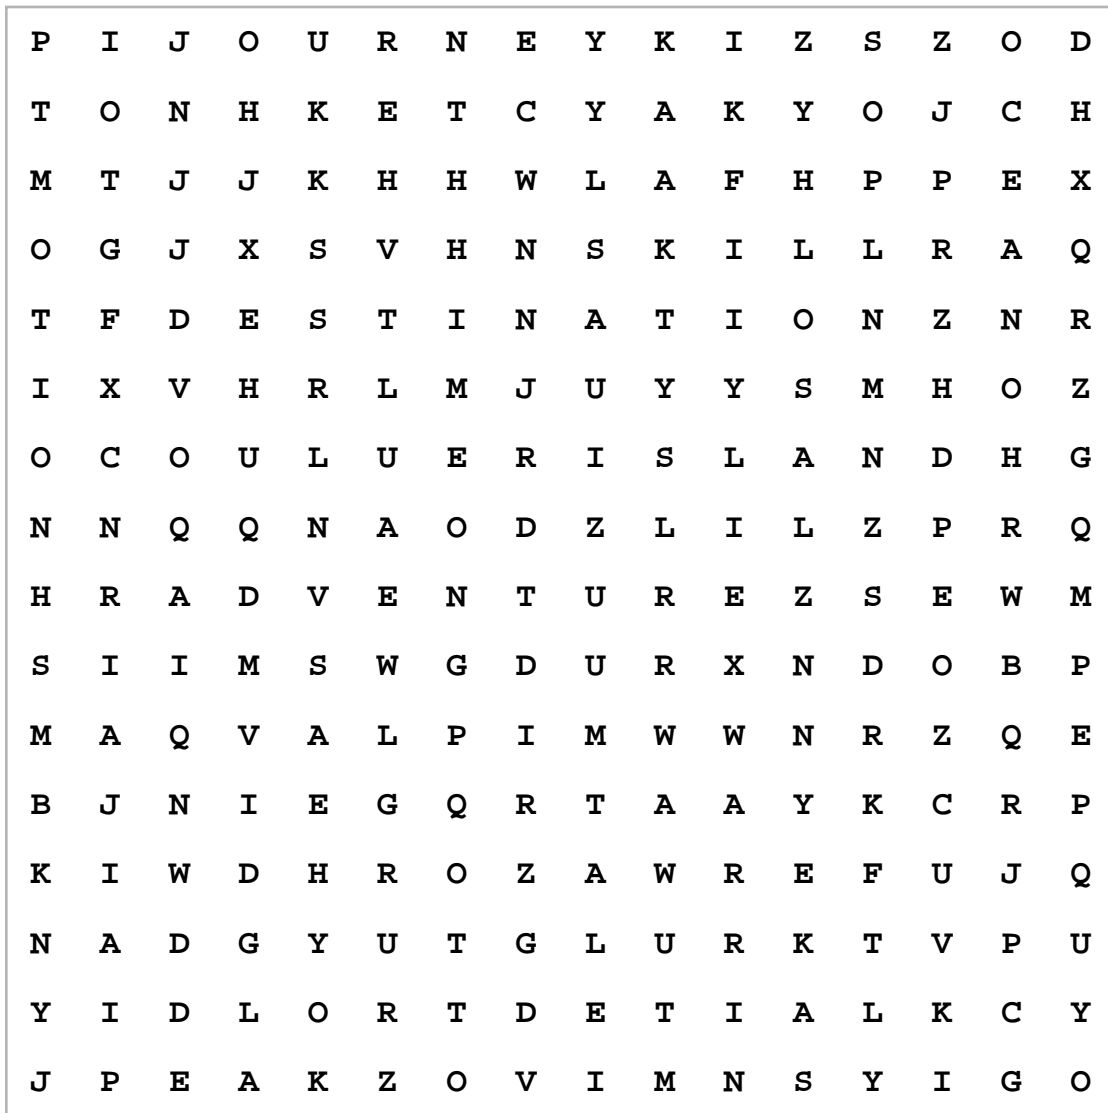 P I J O U R N E Y K I Z S Z O D
T O N H K E T C Y A K Y O J C H
M T J J K H H W L A F H P P E X
O G J X S V H N S K I L L R A Q
T F D E S T I N A T I O N Z N R
I X V H R L M J U Y Y S M H O Z
O C O U L U E R I S L A N D H G
N N Q Q N A O D Z L I L Z P R Q
H R A D V E N T U R E Z S E W M
S I I M S W G D U R X N D O B P
M A Q V A L P I M W W N R Z Q E
B J N I E G Q R T A A Y K C R P
K I W D H R O Z A W R E F U J Q
N A D G Y U T G L U R K T V P U
Y I D L O R T D E T I A L K C Y
J P E A K Z O V I M N S Y I G O